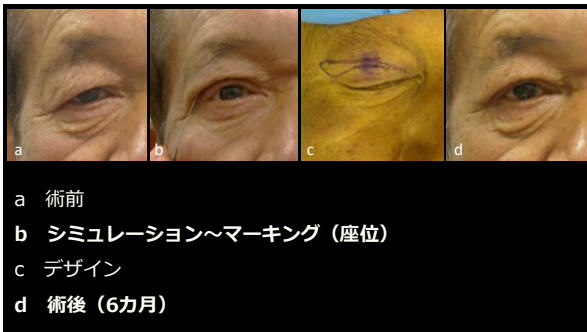 a
b
c
d
a 術前
b シミュレーション～マーキング（座位）
c デザイン
d 術後（6カ月）